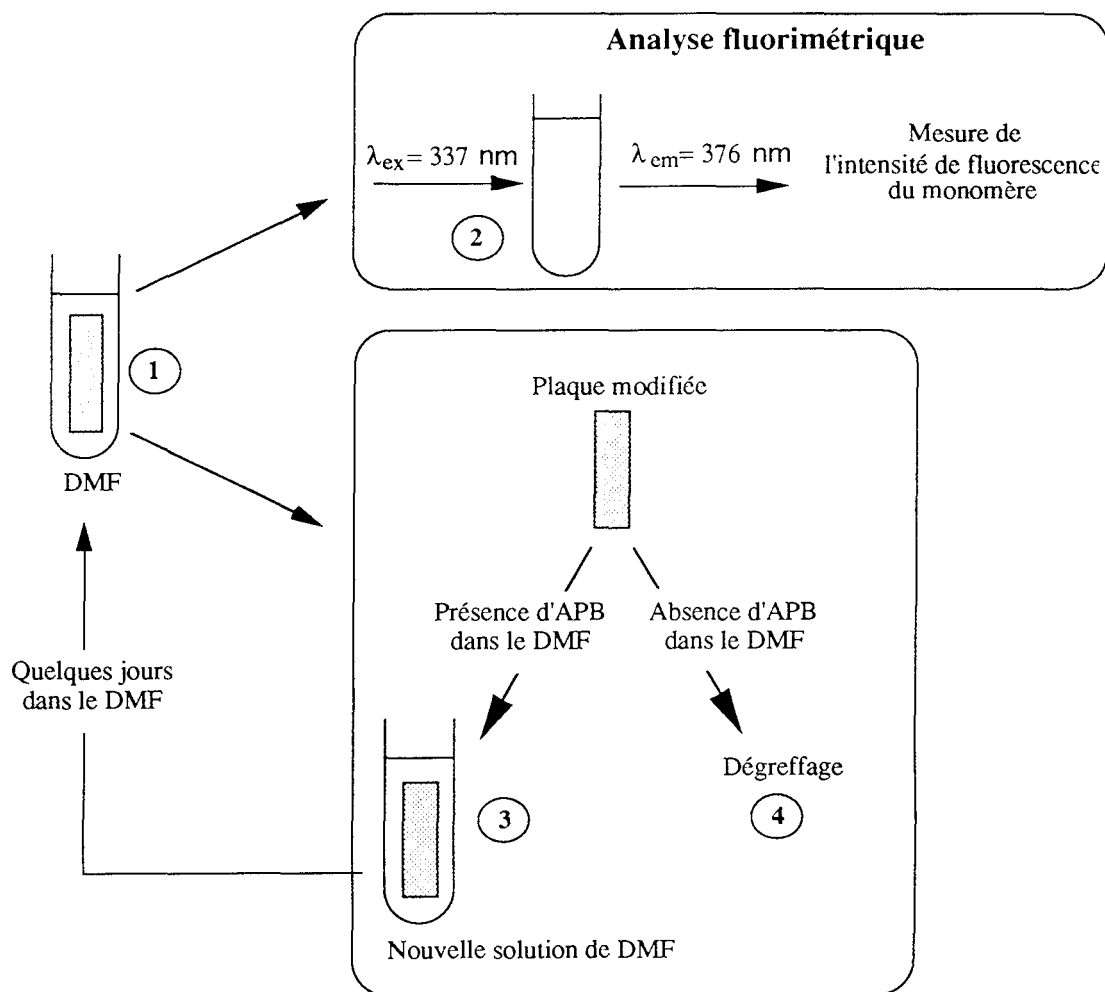 Analyse fluorimétrique
λex= 337 nm
λem= 376 nm
Mesure de
l'intensité de fluorescence
du monomère
2
1
DMF
Plaque modifiée
Présence d'APB
dans le DMF
Absence d'APB
dans le DMF
Quelques jours
dans le DMF
Dégreffage
3
4
Nouvelle solution de DMF